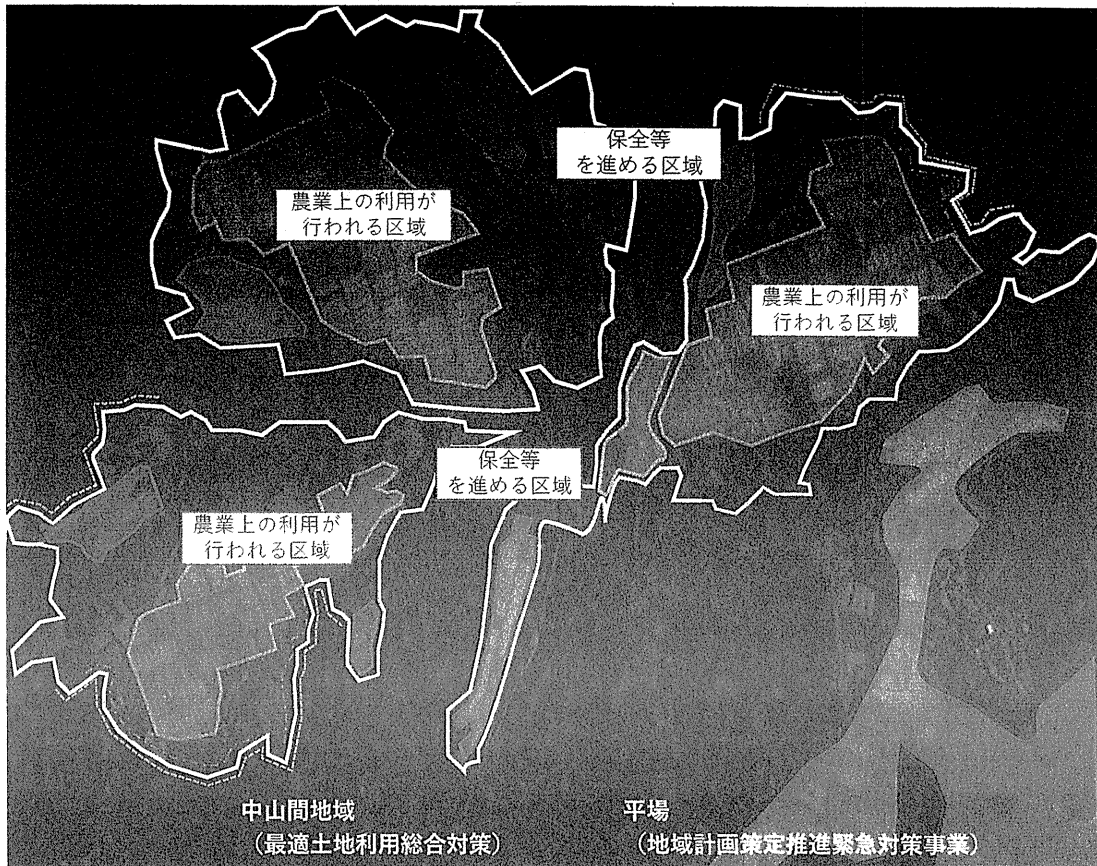 保全等
を進める区域
農業上の利用が
行われる区域
農業上の利用が
行われる区域
保全等
を進める区域
農業上の利用が
行われる区域
中山間地域
（最適土地利用総合対策）
平場
（地域計画策定推進緊急対策事業）